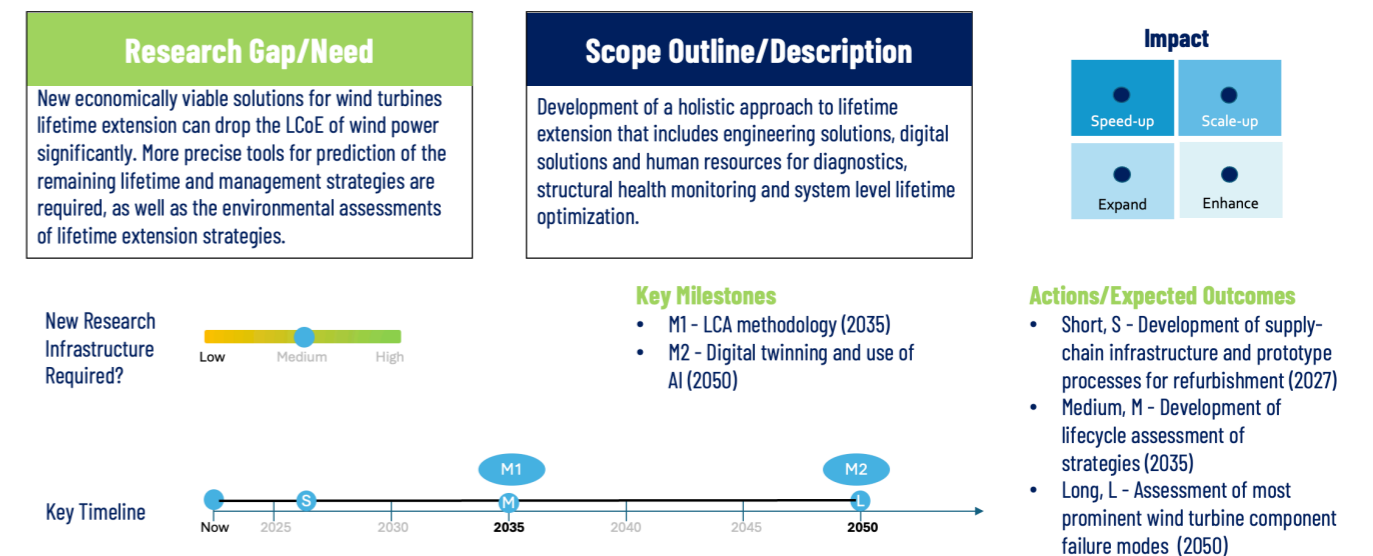 Research Gap/Need
New economically viable solutions for wind turbines
lifetime extension can drop the LCoE of wind power
significantly. More precise tools for prediction of the
remaining lifetime and management strategies are
required, as well as the environmental assessments
of lifetime extension strategies.
Scope Outline/Description
Development of a holistic approach to lifetime
extension that includes engineering solutions, digital
solutions and human resources for diagnostics,
structural health monitoring and system level lifetime
optimization.
Impact
Speed-up
Scale-up
Expand
Enhance
New Research
Infrastructure
Required?
Low
Medium
High
Key Milestones
• M1 - LCA methodology (2035)
• M2 - Digital twinning and use of
AI (2050)
Actions/Expected Outcomes
• Short, S - Development of supply-
chain infrastructure and prototype
processes for refurbishment (2027)
• Medium, M - Development of
lifecycle assessment of
strategies (2035)
• Long, L - Assessment of most
prominent wind turbine component
failure modes (2050)
Key Timeline
M1
M2
S
M
L
Now
2025
2030
2035
2040
2045
2050